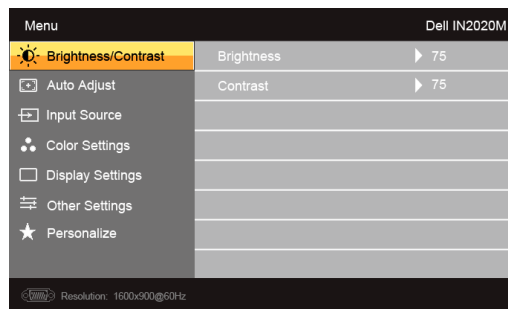 Menu Dell IN2020M
Brightness/Contrast Brightness 75
Auto Adjust Contrast 75
Input Source
Color Settings
Display Settings
Other Settings
Personalize
Resolution: 1600x900@60Hz